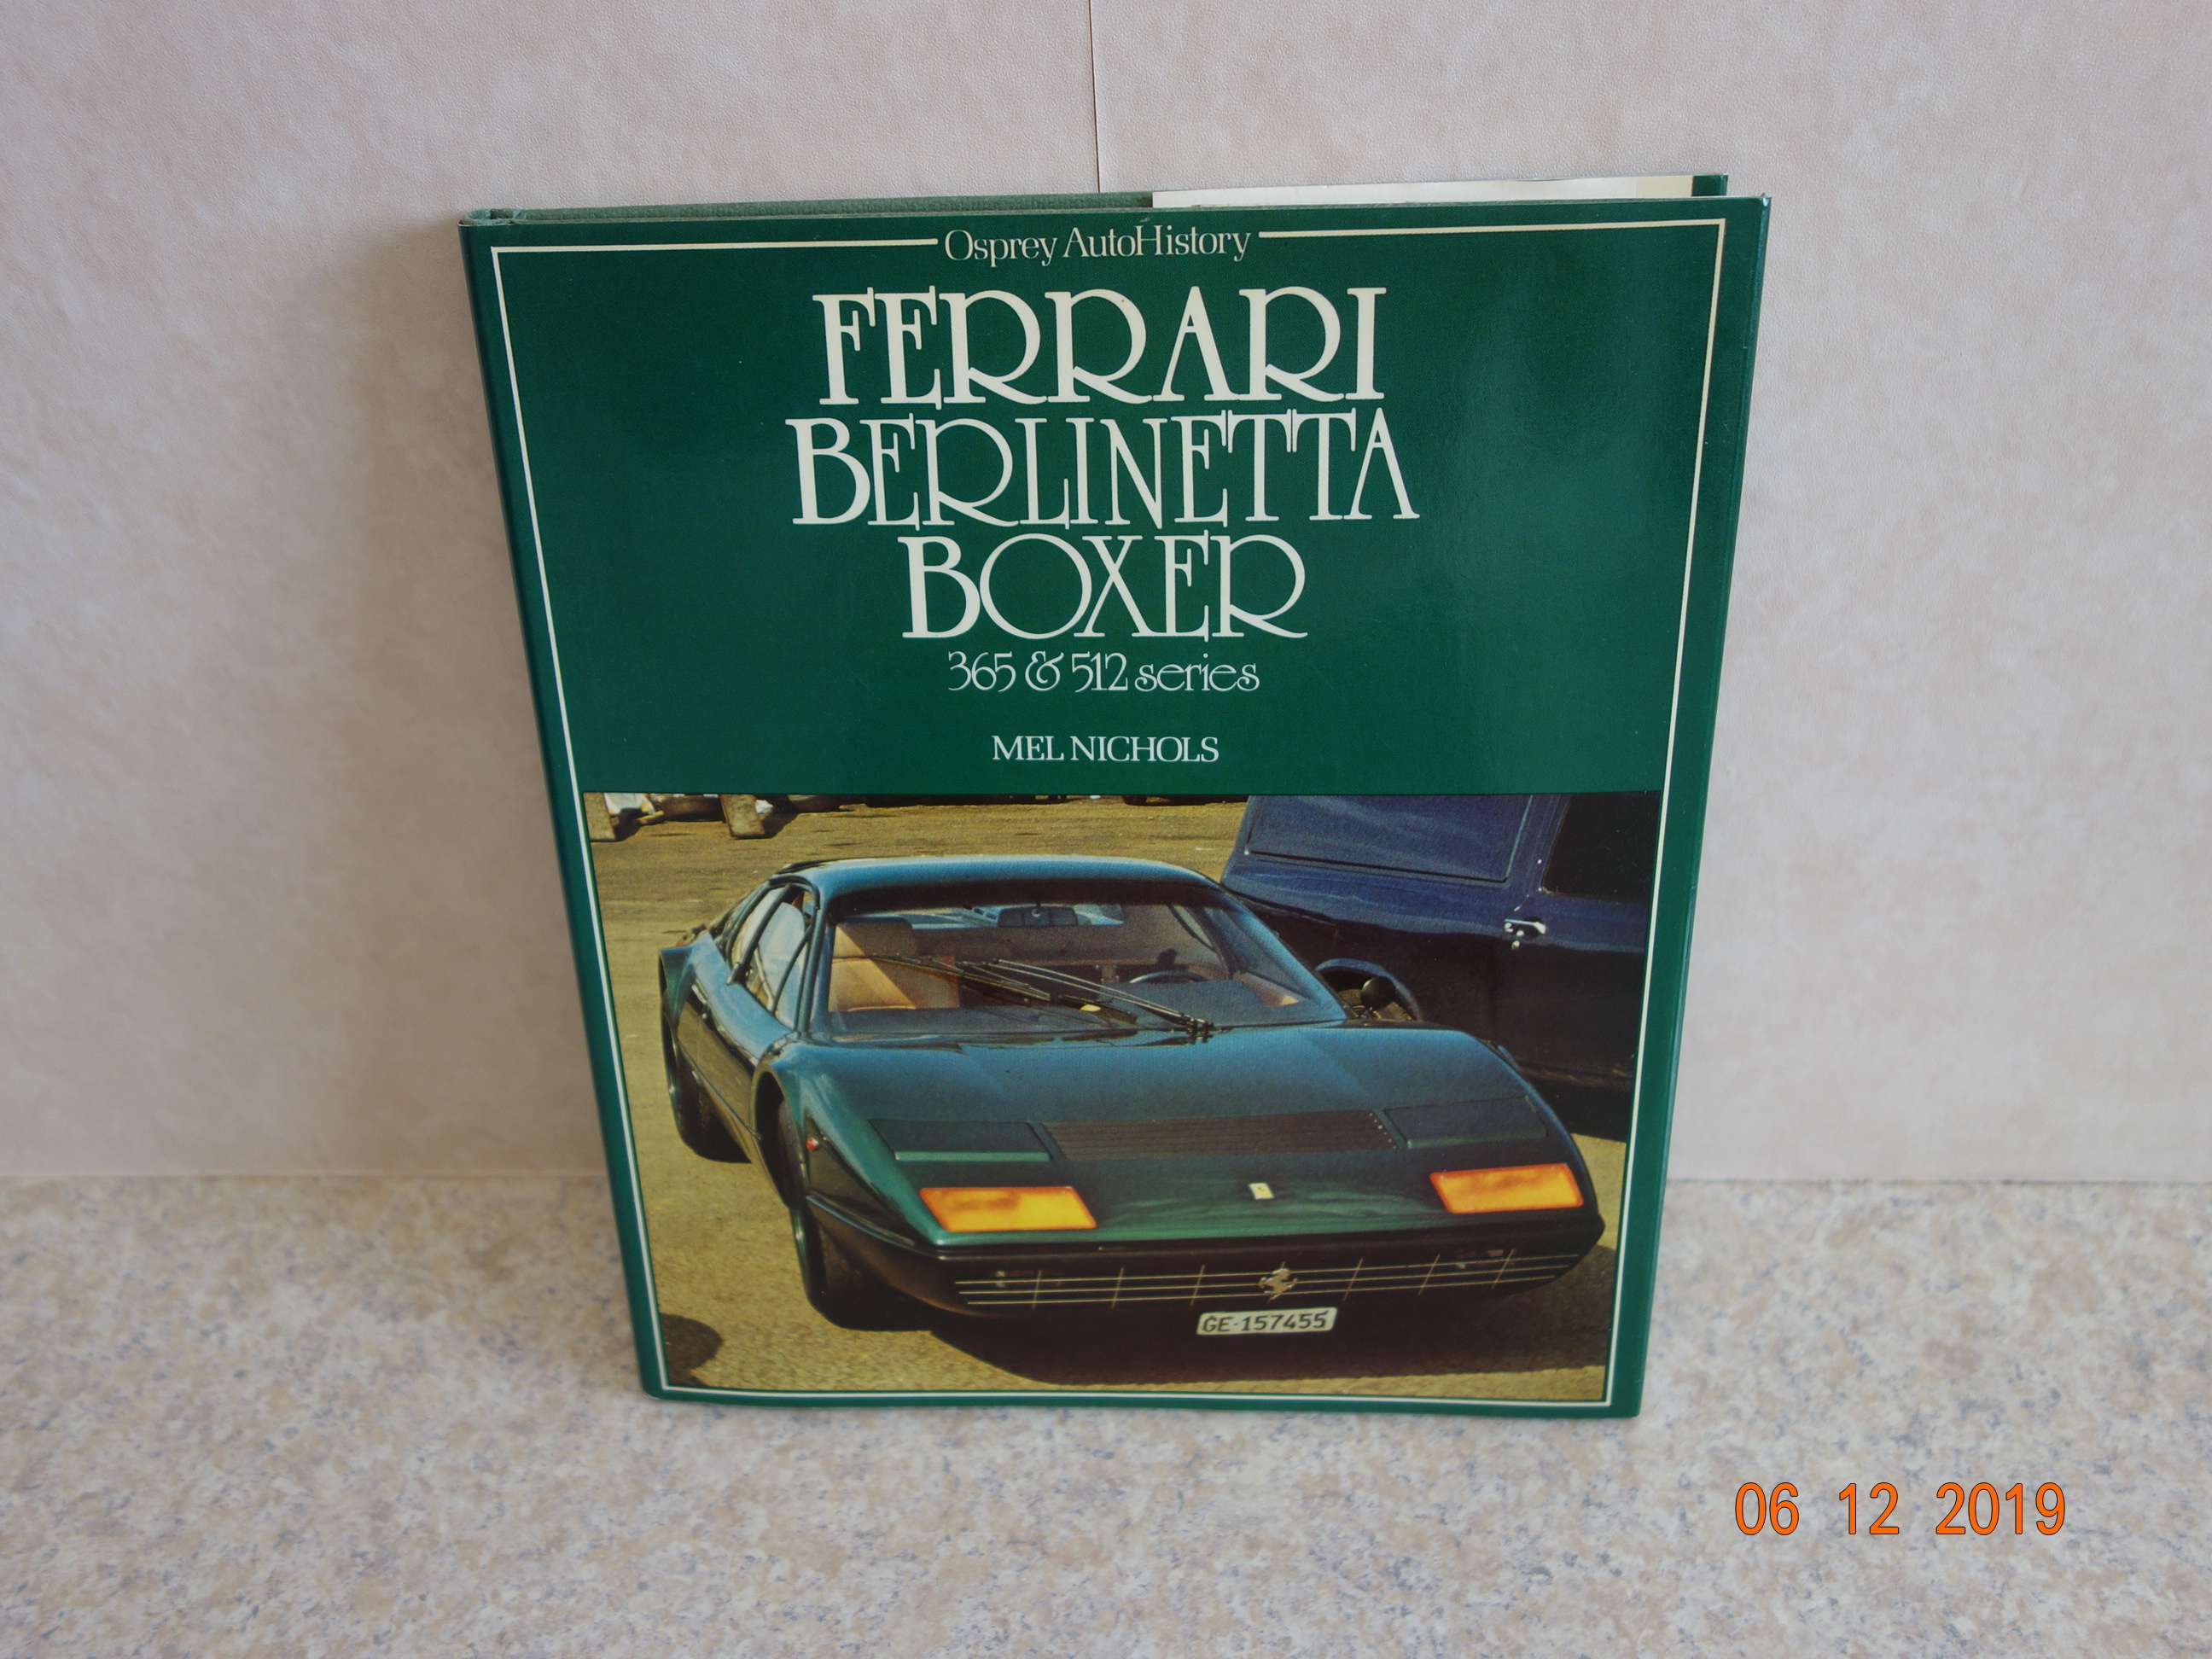 Osprey AutoHistory
FERRARI
BERLINETTA
BOXER
365 & 512 series
MEL NICHOLS
GE·157455
06 12 2019